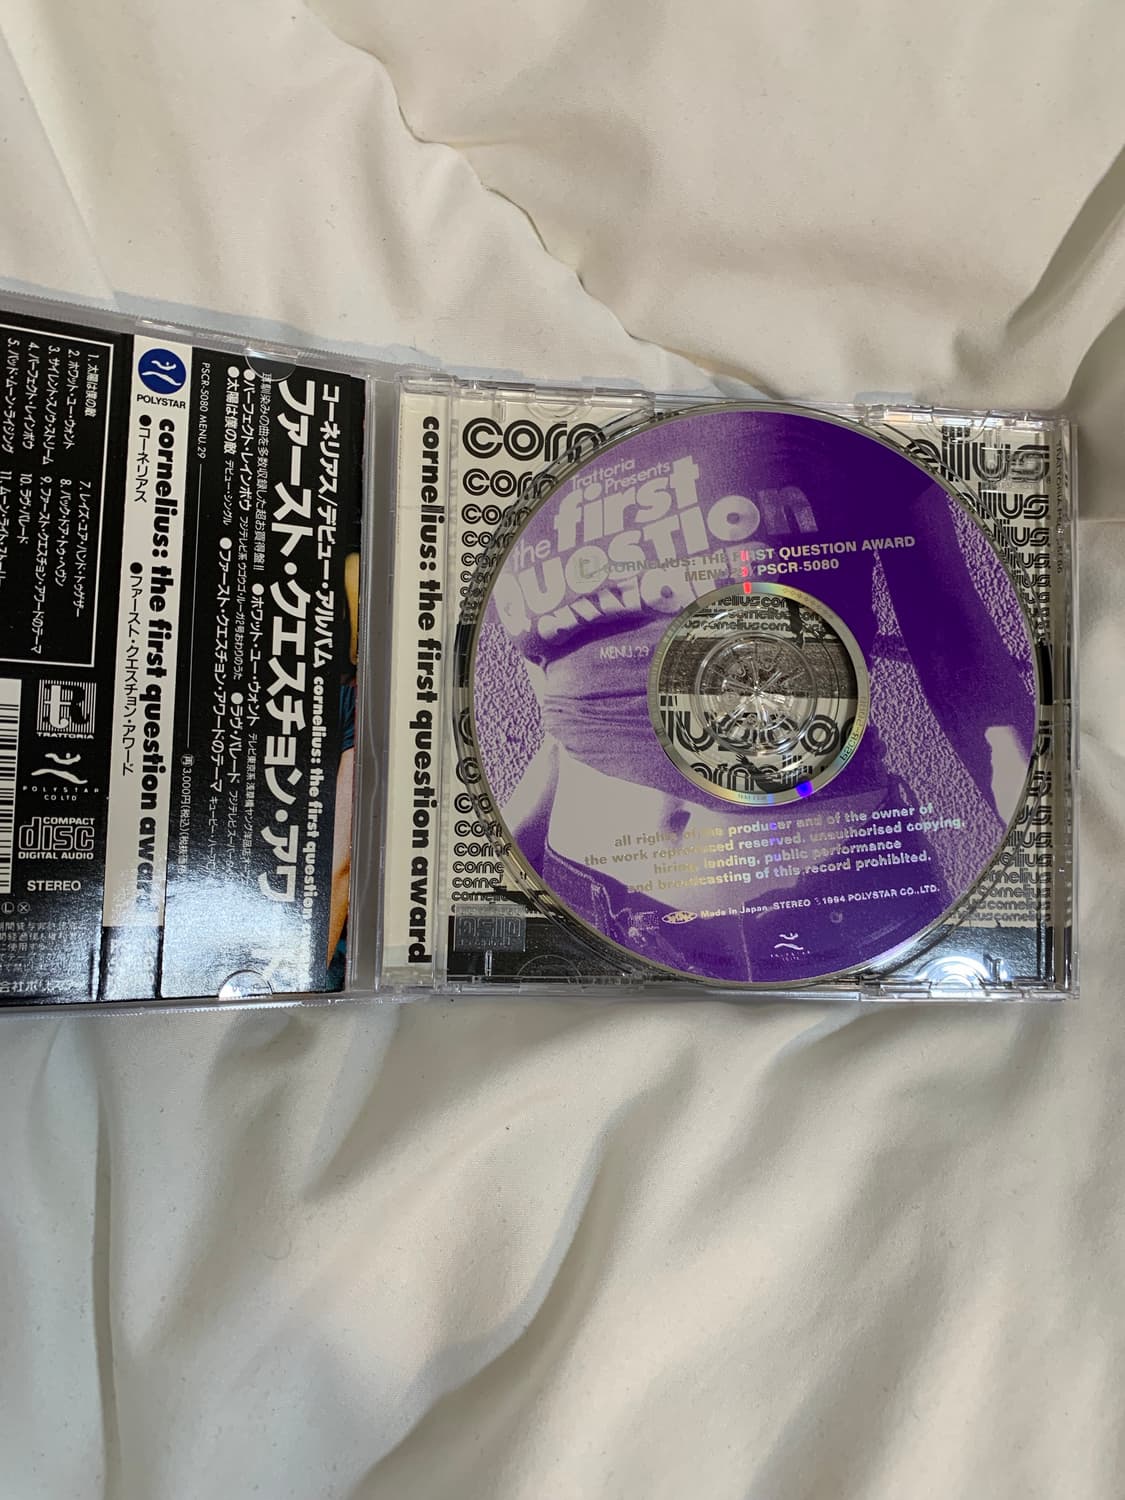 1. 太陽は僕の敵
2. ホワット・ユー・ウォント
3. サイレント・スノウ・ストリーム
4. パーフェクト・レインボウ
5. バッド・ムーン・ライジング
7. レイズ・ユア・ハンド・トゥゲザー
8. バック・ドア・トゥ・ヘヴン
9. ファースト・クエスチョン・アワードのテーマ
10. ラヴ・パレード
11. ムーン・ライト・ストーリー
TRATTORIA
POLYSTAR
CO LTD
COMPACT
disc
DIGITAL AUDIO
STEREO
POLYSTAR
cornelius: the first question award
●コーネリアス
●ファースト・クエスチョン・アワード
コーネリアス/デビュー・アルバム cornelius: the first question
ファースト・クエスチョン・アワ
●パーフェクト・レインボウ
●ホワット・ユー・ウォント
●ラヴ・パレード
●太陽は僕の敵 デビュー・シングル
●ファースト・クエスチョン・アワードのテーマ
PSCR-5080 MENU.29
cornelius: the first question award
Trattoria
Presents
the first
question
award
CORNELIUS: THE FIRST QUESTION AWARD
MENU.29/PSCR-5080
MENU.29
all rights of the producer and of the owner of
the work reproduced reserved. unauthorised copying,
hiring, lending, public performance
and broadcasting of this record prohibited.
Made in Japan STEREO ℗1994 POLYSTAR CO.,LTD.
cornelius